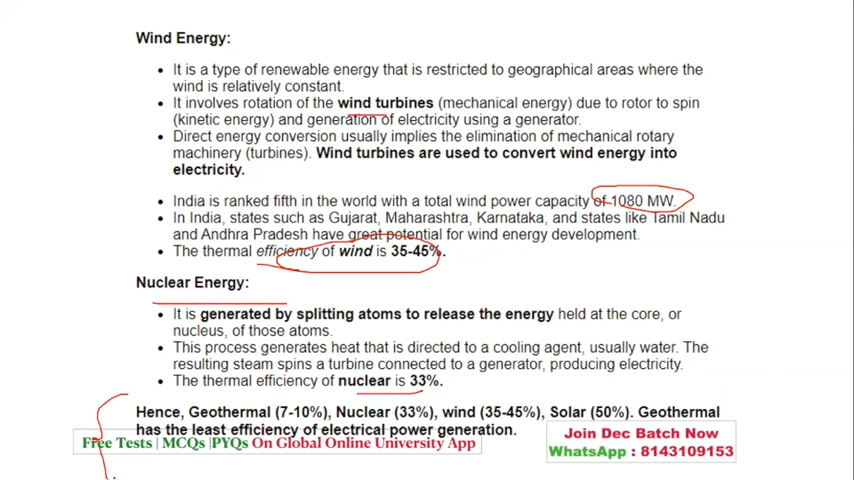 Wind Energy:
• It is a type of renewable energy that is restricted to geographical areas where the
wind is relatively constant.
• It involves rotation of the wind turbines (mechanical energy) due to rotor to spin
(kinetic energy) and generation of electricity using a generator.
• Direct energy conversion usually implies the elimination of mechanical rotary
machinery (turbines). Wind turbines are used to convert wind energy into
electricity.
• India is ranked fifth in the world with a total wind power capacity of 1080 MW.
• In India, states such as Gujarat, Maharashtra, Karnataka, and states like Tamil Nadu
and Andhra Pradesh have great potential for wind energy development.
• The thermal efficiency of wind is 35-45%.
Nuclear Energy:
• It is generated by splitting atoms to release the energy held at the core, or
nucleus, of those atoms.
• This process generates heat that is directed to a cooling agent, usually water. The
resulting steam spins a turbine connected to a generator, producing electricity.
• The thermal efficiency of nuclear is 33%.
Hence, Geothermal (7-10%), Nuclear (33%), wind (35-45%), Solar (50%). Geothermal
has the least efficiency of electrical power generation.
Free Tests | MCQs |PYQs On Global Online University App
Join Dec Batch Now
WhatsApp : 8143109153